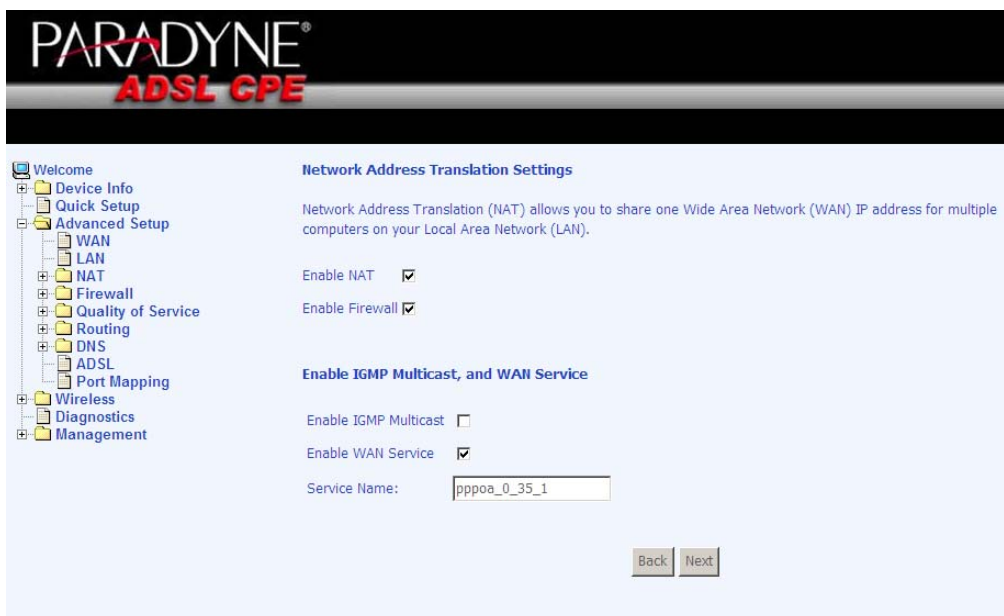 PARADYNE®
ADSL CPE
Welcome
Device Info
Quick Setup
Advanced Setup
WAN
LAN
NAT
Firewall
Quality of Service
Routing
DNS
ADSL
Port Mapping
Wireless
Diagnostics
Management
Network Address Translation Settings
Network Address Translation (NAT) allows you to share one Wide Area Network (WAN) IP address for multiple
computers on your Local Area Network (LAN).
Enable NAT
Enable Firewall
Enable IGMP Multicast, and WAN Service
Enable IGMP Multicast
Enable WAN Service
Service Name: pppoa_0_35_1
Back Next